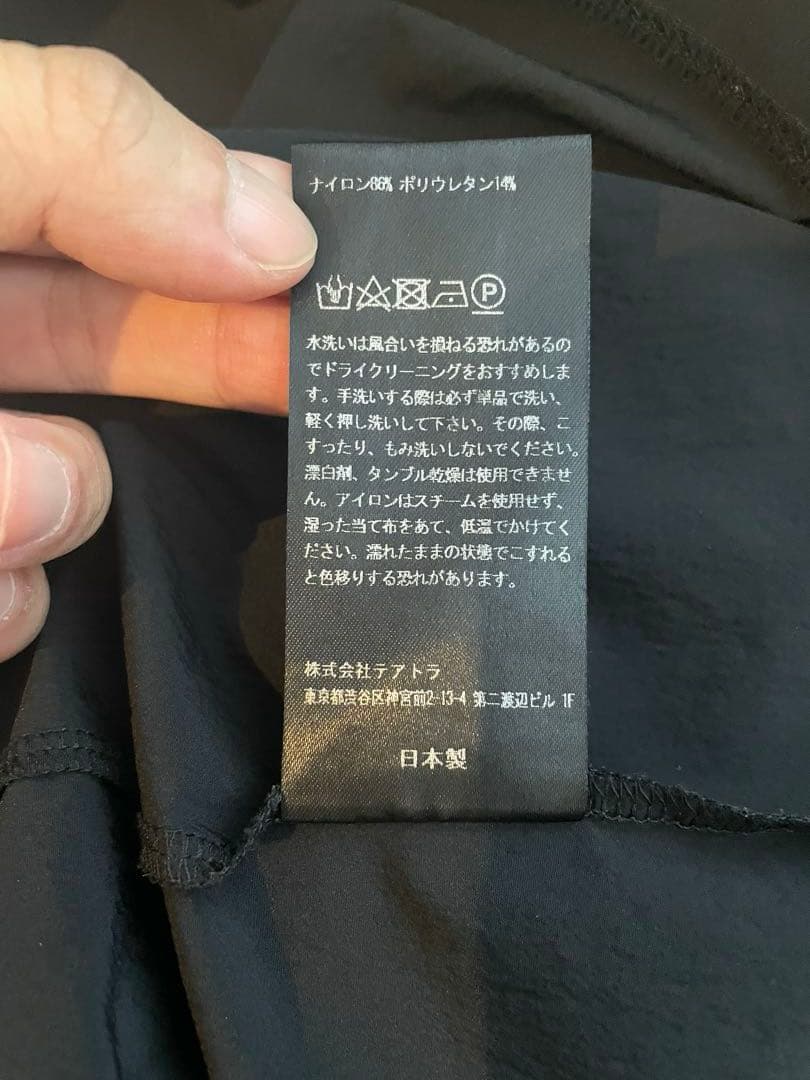 ナイロン86% ポリウレタン14%
P
水洗いは風合いを損ねる恐れがあるの
でドライクリーニングをおすすめしま
す。手洗いする際は必ず単品で洗い、
軽く押し洗いして下さい。その際、こ
すったり、もみ洗いしないでください。
漂白剤、タンブル乾燥は使用できませ
ん。アイロンはスチームを使用せず、
湿った当て布をあて、低温でかけてく
ださい。濡れたままの状態でこすれる
と色移りする恐れがあります。
株式会社テアトラ
東京都渋谷区神宮前2-13-4 第二渡辺ビル 1F
日本製